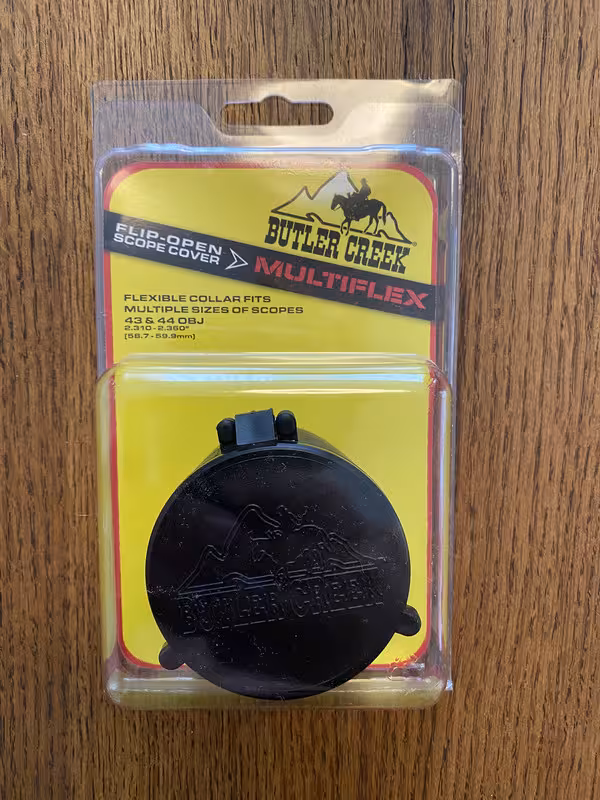 BUTLER CREEK
FLIP-OPEN
SCOPE COVER
MULTIFLEX
FLEXIBLE COLLAR FITS
MULTIPLE SIZES OF SCOPES
43 & 44 OBJ
2.310 - 2.350"
(58.7 - 59.9mm)
BUTLER CREEK